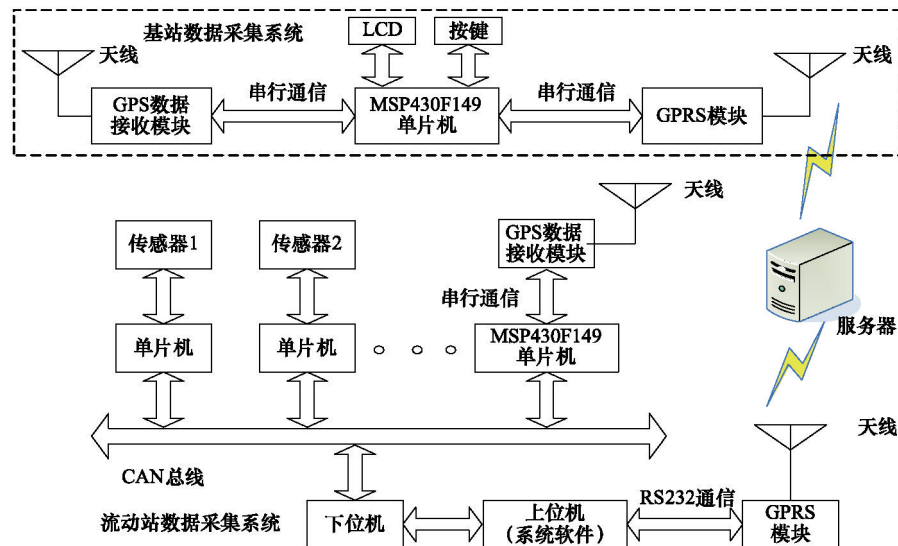 基站数据采集系统
LCD
按键
天线
天线
GPS数据
接收模块
串行通信
MSP430F149
单片机
串行通信
GPRS模块
天线
传感器1
传感器2
GPS数据
接收模块
串行通信
服务器
单片机
单片机
MSP430F149
单片机
天线
CAN总线
RS232通信
流动站数据采集系统
下位机
上位机
(系统软件)
GPRS
模块